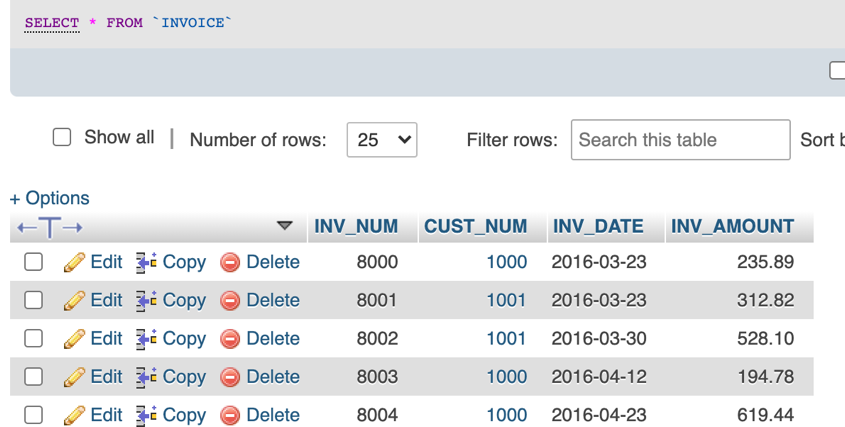 SELECT * FROM `INVOICE`
Show all | Number of rows: 25 Filter rows: Search this table Sort b
+ Options
←T→ INV_NUM CUST_NUM INV_DATE INV_AMOUNT
Edit Copy Delete 8000 1000 2016-03-23 235.89
Edit Copy Delete 8001 1001 2016-03-23 312.82
Edit Copy Delete 8002 1001 2016-03-30 528.10
Edit Copy Delete 8003 1000 2016-04-12 194.78
Edit Copy Delete 8004 1000 2016-04-23 619.44